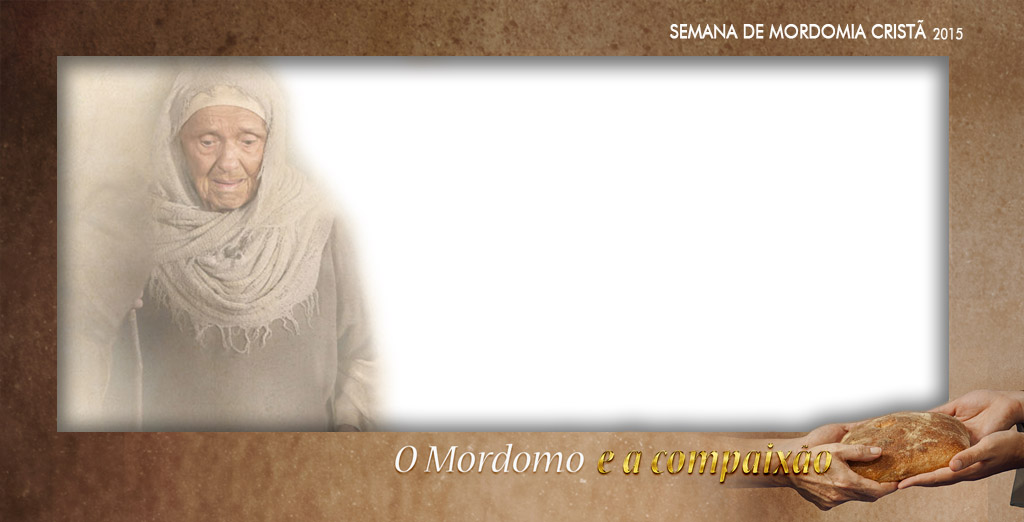 SEMANA DE MORDOMIA CRISTÃ 2015
O Mordomo e a compaixão